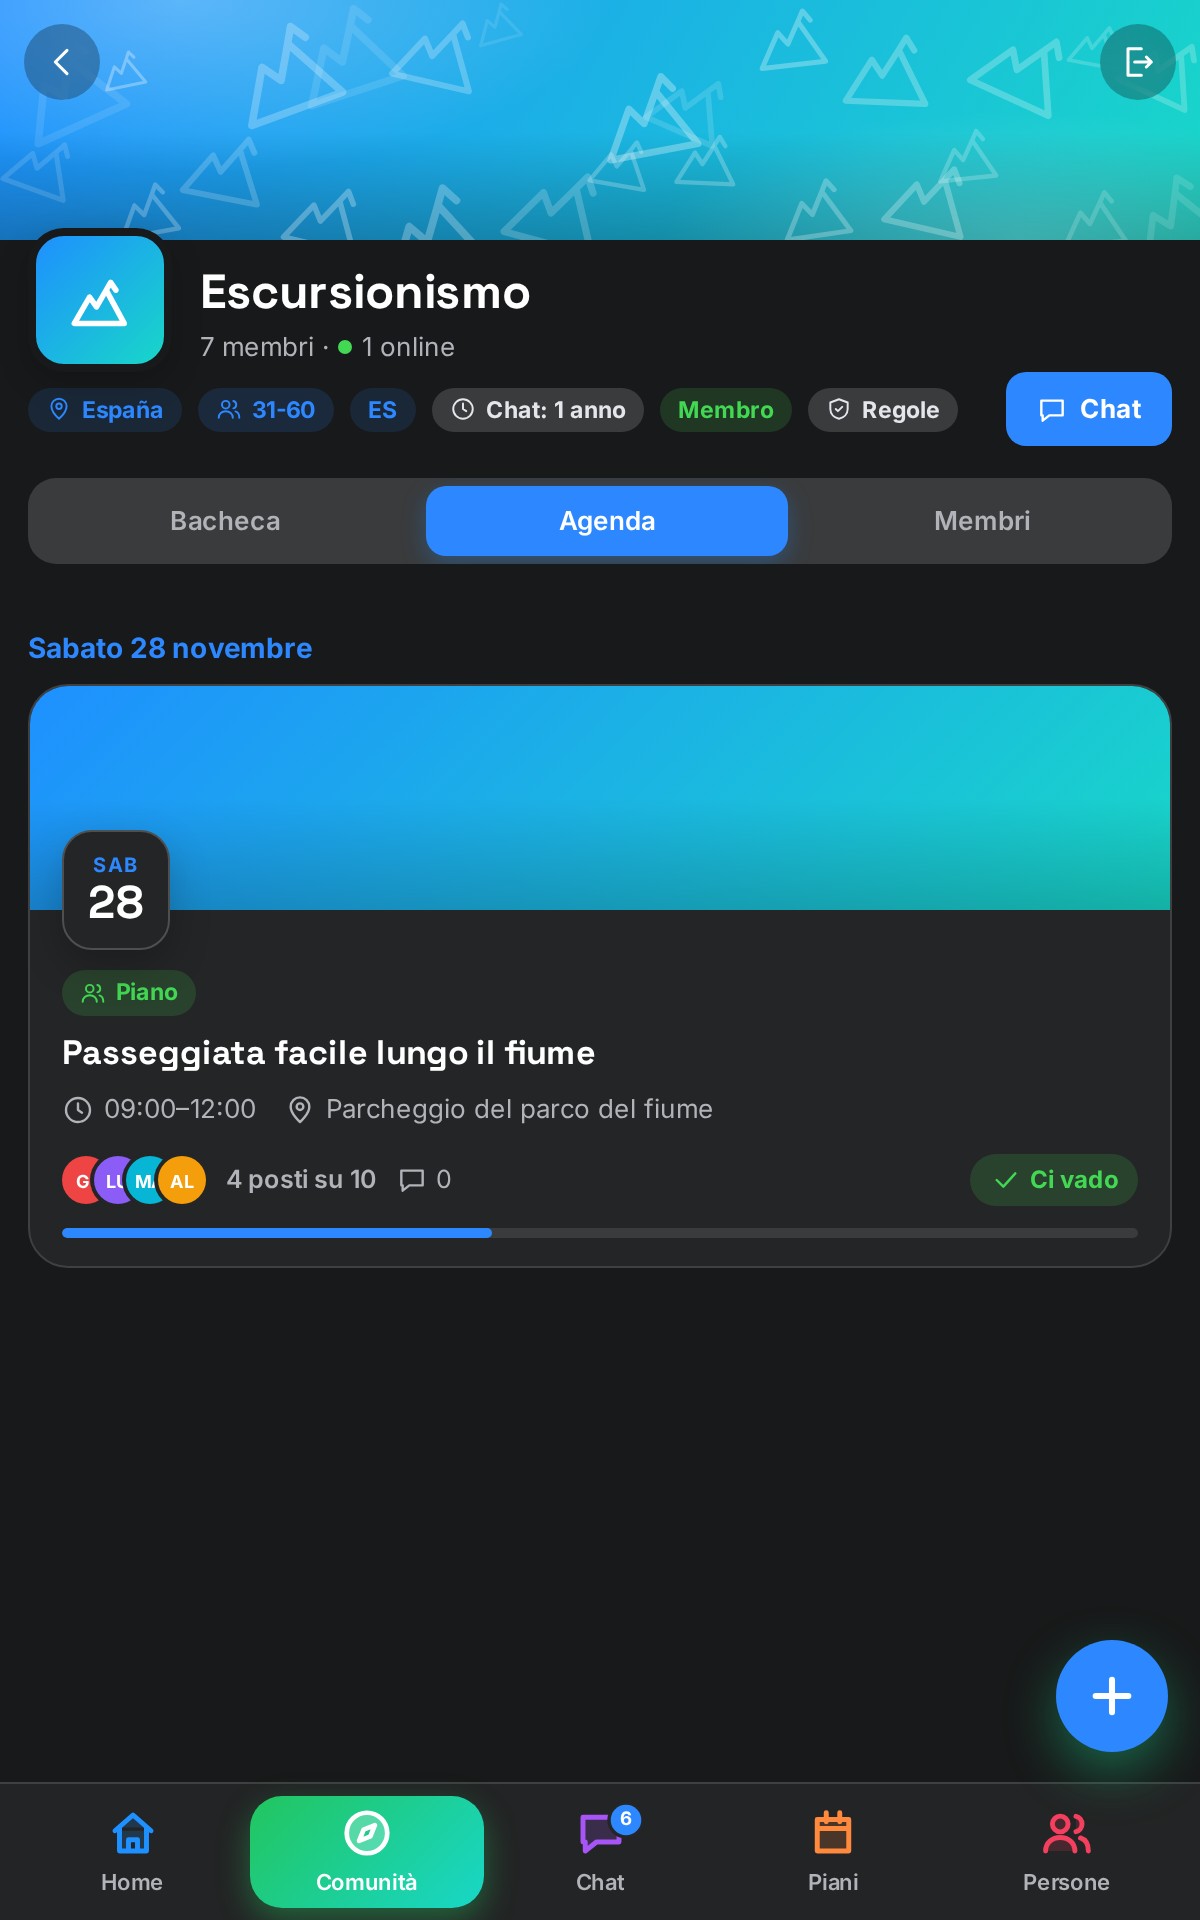 Escursionismo
7 membri · 1 online
España
31-60
ES
Chat: 1 anno
Membro
Regole
Chat
Bacheca
Agenda
Membri
Sabato 28 novembre
SAB
28
Piano
Passeggiata facile lungo il fiume
09:00–12:00
Parcheggio del parco del fiume
AL
4 posti su 10
0
Ci vado
6
Home
Comunità
Chat
Piani
Persone